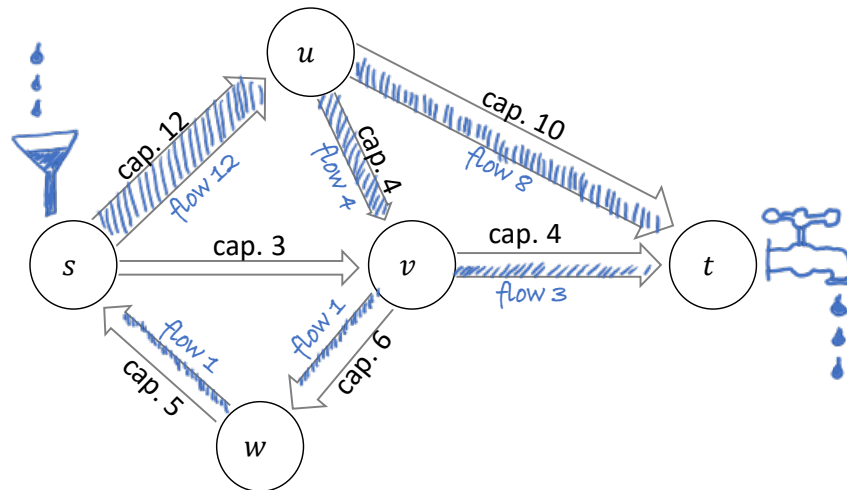 u
cap. 12
flow 12
cap. 4
flow 4
cap. 10
flow 8
s
cap. 3
v
cap. 4
flow 3
t
flow 1
cap. 5
flow 1
cap. 6
w